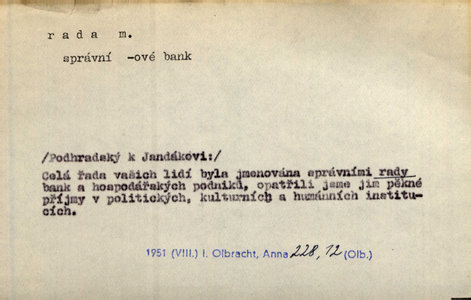 rada m.
správní -ové bank
/Podhradský k Jandákovi:/
Celá řada vašich lidí byla jmenována správními rady
bank a hospodářských podniků, opatřili jsme jim pěkné
příjmy v politických, kulturních a humánních institu-
cích.
1951 (VIII.) I. Olbracht, Anna 228, 12 (Olb.)